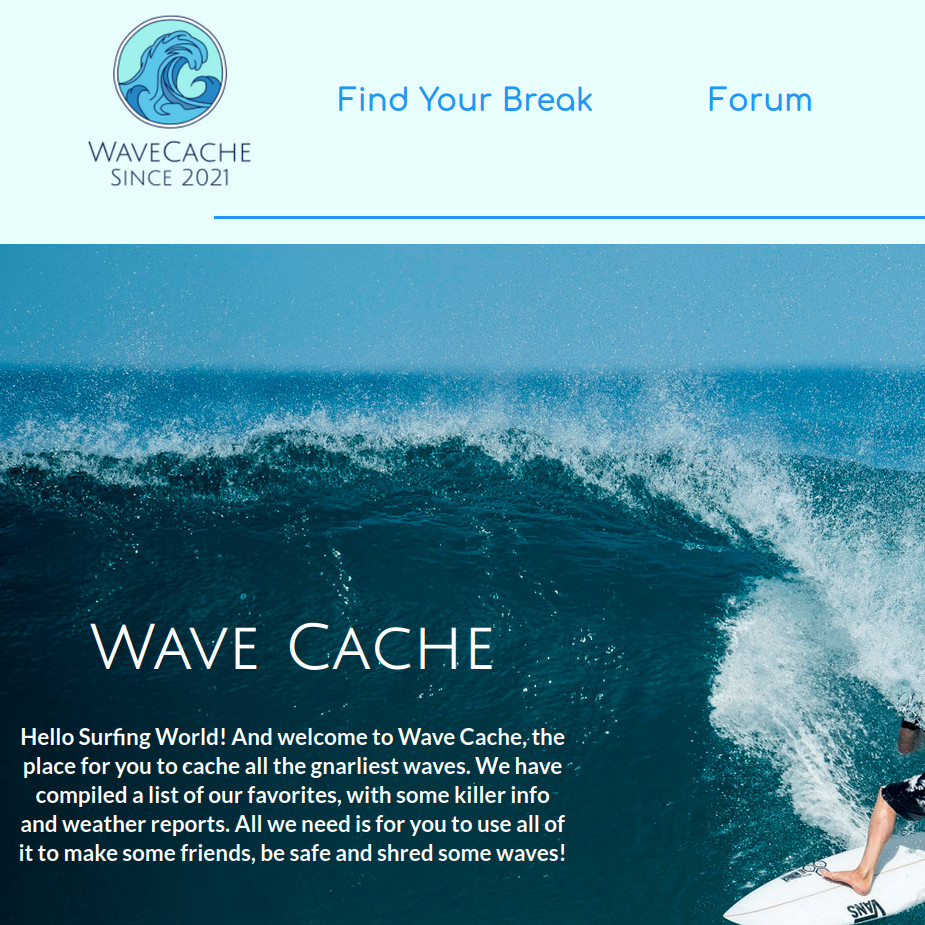 WaveCache
Since 2021
Find Your Break
Forum
Wave Cache
Hello Surfing World! And welcome to Wave Cache, the
place for you to cache all the gnarliest waves. We have
compiled a list of our favorites, with some killer info
and weather reports. All we need is for you to use all of
it to make some friends, be safe and shred some waves!
VANS